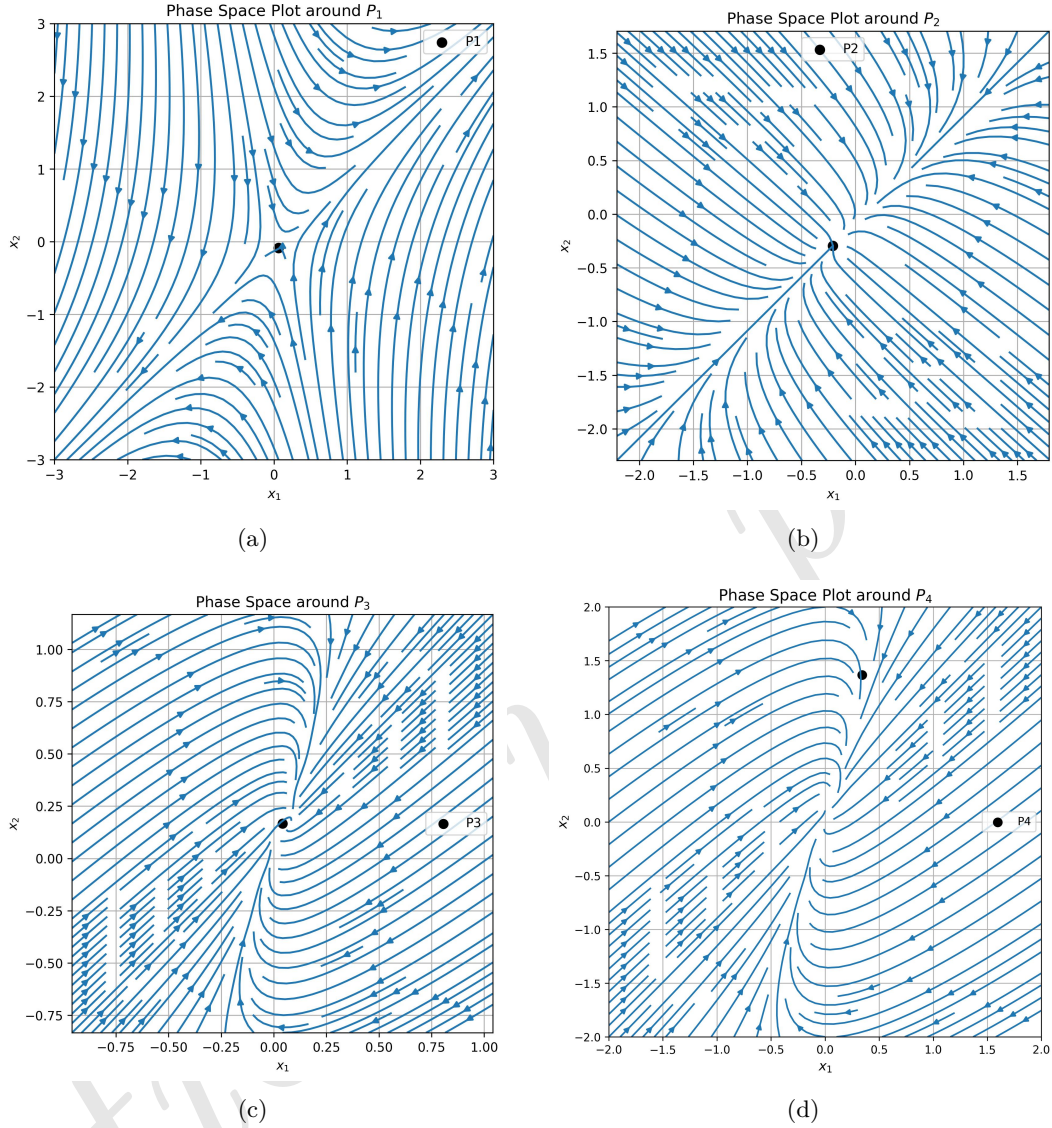 Phase Space Plot around P₁
P1
3
2
1
0
−1
−2
−3
x₂
−3 −2 −1 0 1 2 3
x₁
(a)
Phase Space Plot around P₂
P2
1.5
1.0
0.5
0.0
−0.5
−1.0
−1.5
−2.0
x₂
−2.0 −1.5 −1.0 −0.5 0.0 0.5 1.0 1.5
x₁
(b)
Phase Space around P₃
P3
1.00
0.75
0.50
0.25
0.00
−0.25
−0.50
−0.75
x₂
−0.75 −0.50 −0.25 0.00 0.25 0.50 0.75 1.00
x₁
(c)
Phase Space Plot around P₄
P4
2.0
1.5
1.0
0.5
0.0
−0.5
−1.0
−1.5
−2.0
x₂
−2.0 −1.5 −1.0 −0.5 0.0 0.5 1.0 1.5 2.0
x₁
(d)